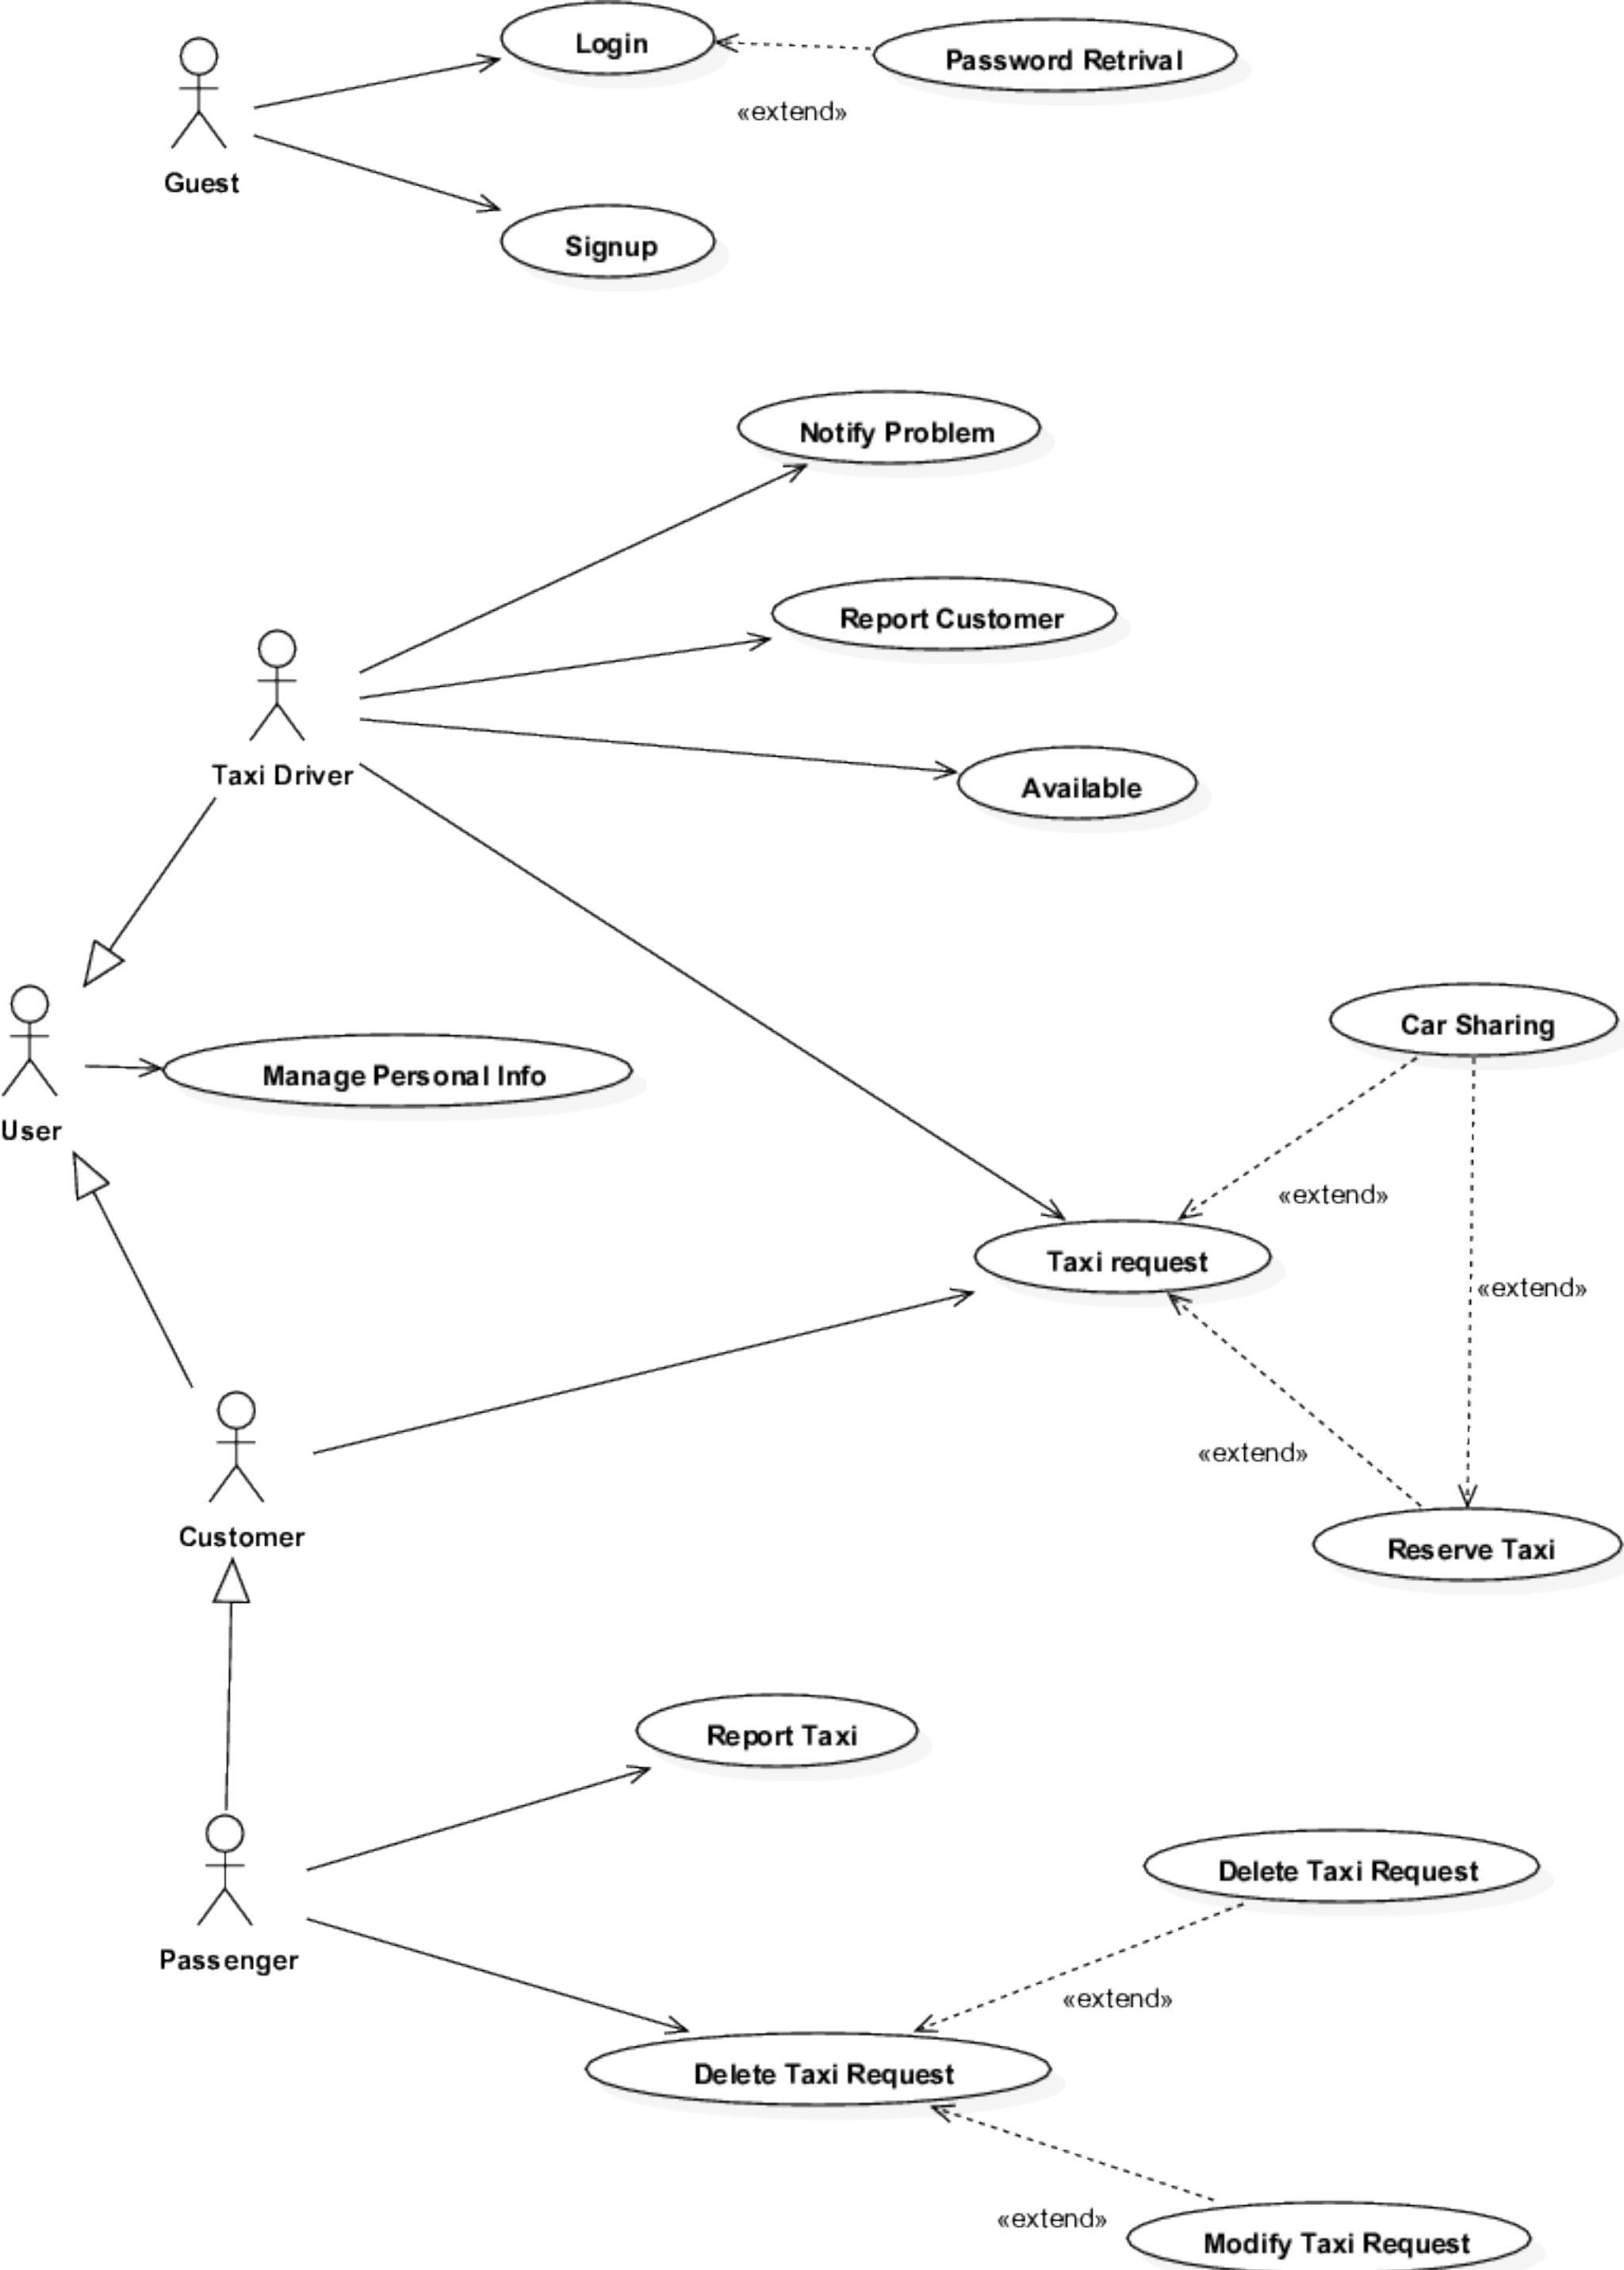 Login
Password Retrival
«extend»
Guest
Signup
Notify Problem
Report Customer
Taxi Driver
Available
Car Sharing
Manage Personal Info
User
«extend»
Taxi request
«extend»
«extend»
Customer
Reserve Taxi
Report Taxi
Delete Taxi Request
Passenger
«extend»
Delete Taxi Request
«extend»
Modify Taxi Request